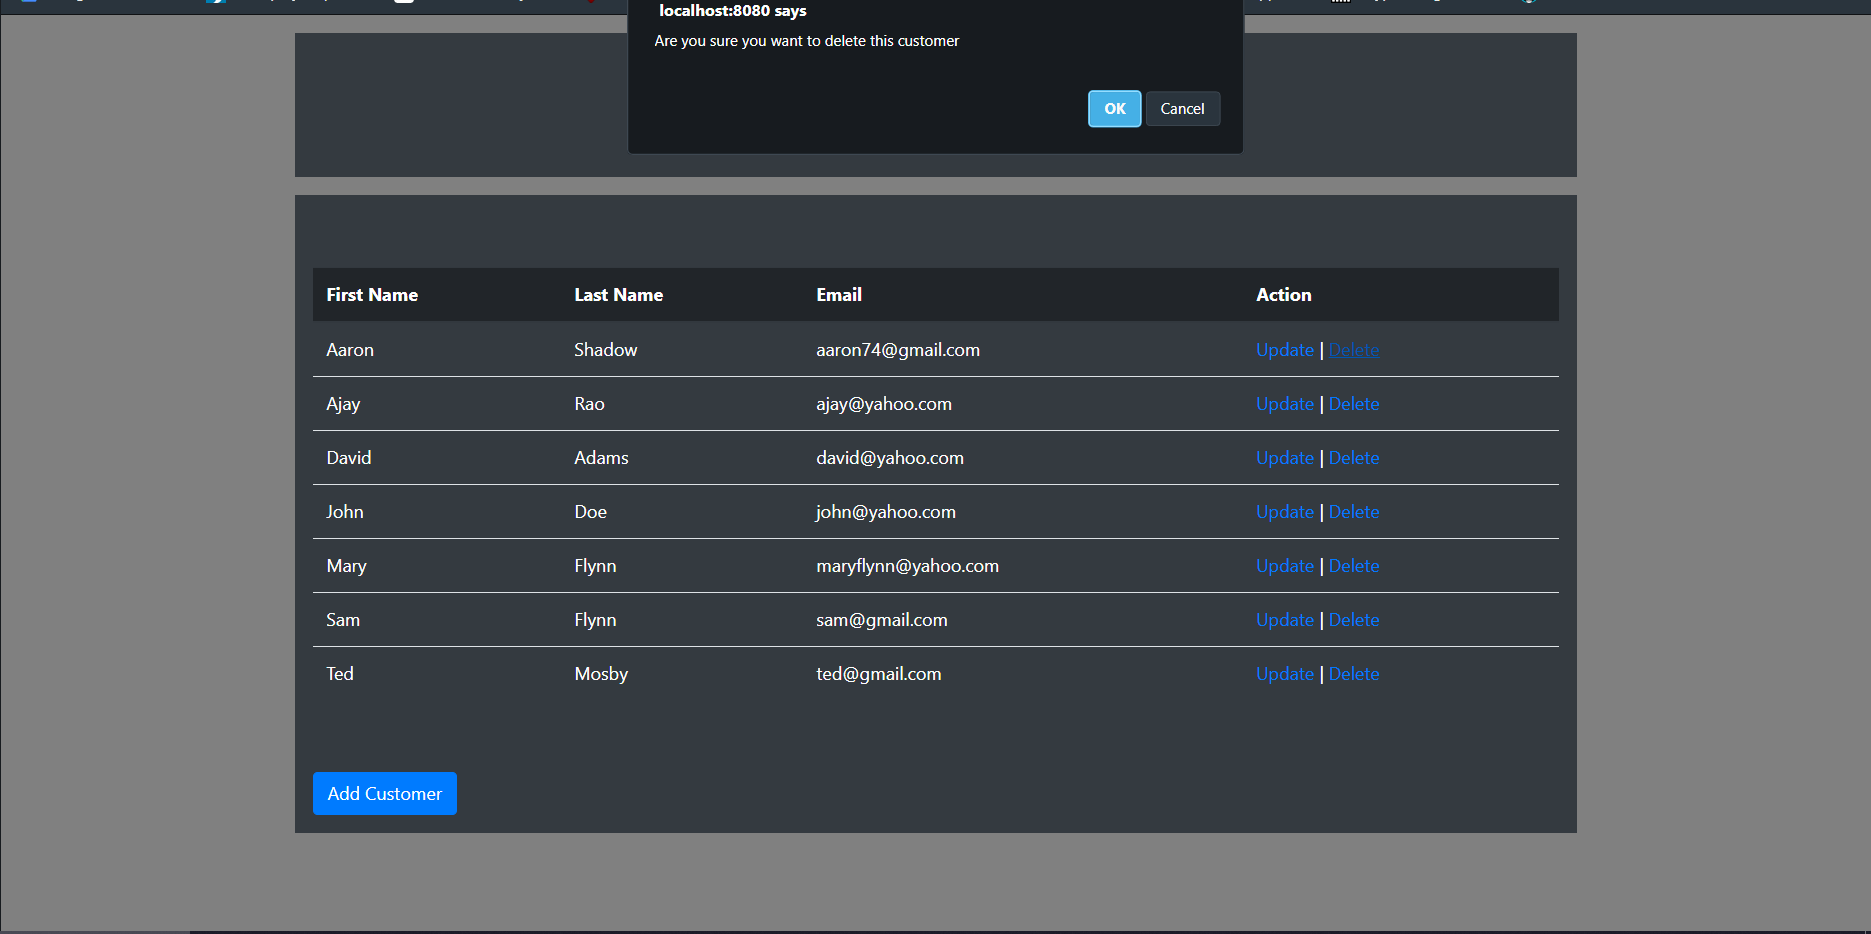 localhost:8080 says
Are you sure you want to delete this customer
OK Cancel
First Name Last Name Email Action
Aaron Shadow aaron74@gmail.com Update | Delete
Ajay Rao ajay@yahoo.com Update | Delete
David Adams david@yahoo.com Update | Delete
John Doe john@yahoo.com Update | Delete
Mary Flynn maryflynn@yahoo.com Update | Delete
Sam Flynn sam@gmail.com Update | Delete
Ted Mosby ted@gmail.com Update | Delete
Add Customer